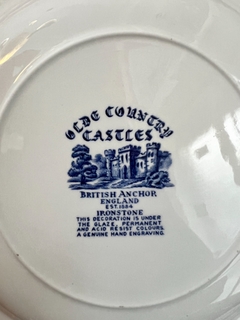 OLDE COUNTRY
CASTLES
BRITISH ANCHOR
ENGLAND
EST. 1884
IRONSTONE
THIS DECORATION IS UNDER
THE GLAZE, PERMANENT
AND ACID RESIST COLOURS.
A GENUINE HAND ENGRAVING.